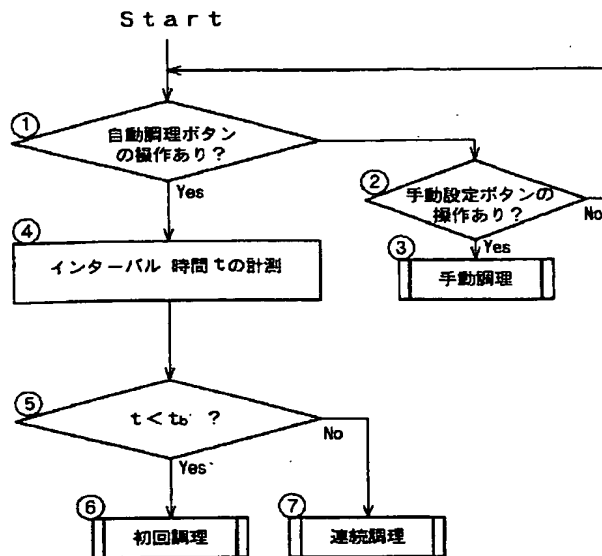 Start
①
自動調理ボタン
の操作あり？
Yes
②
手動設定ボタンの
操作あり？
No
Yes
③
手動調理
④
インターバル 時間tの計測
⑤
t＜tb ？
No
Yes
⑥
初回調理
⑦
連続調理